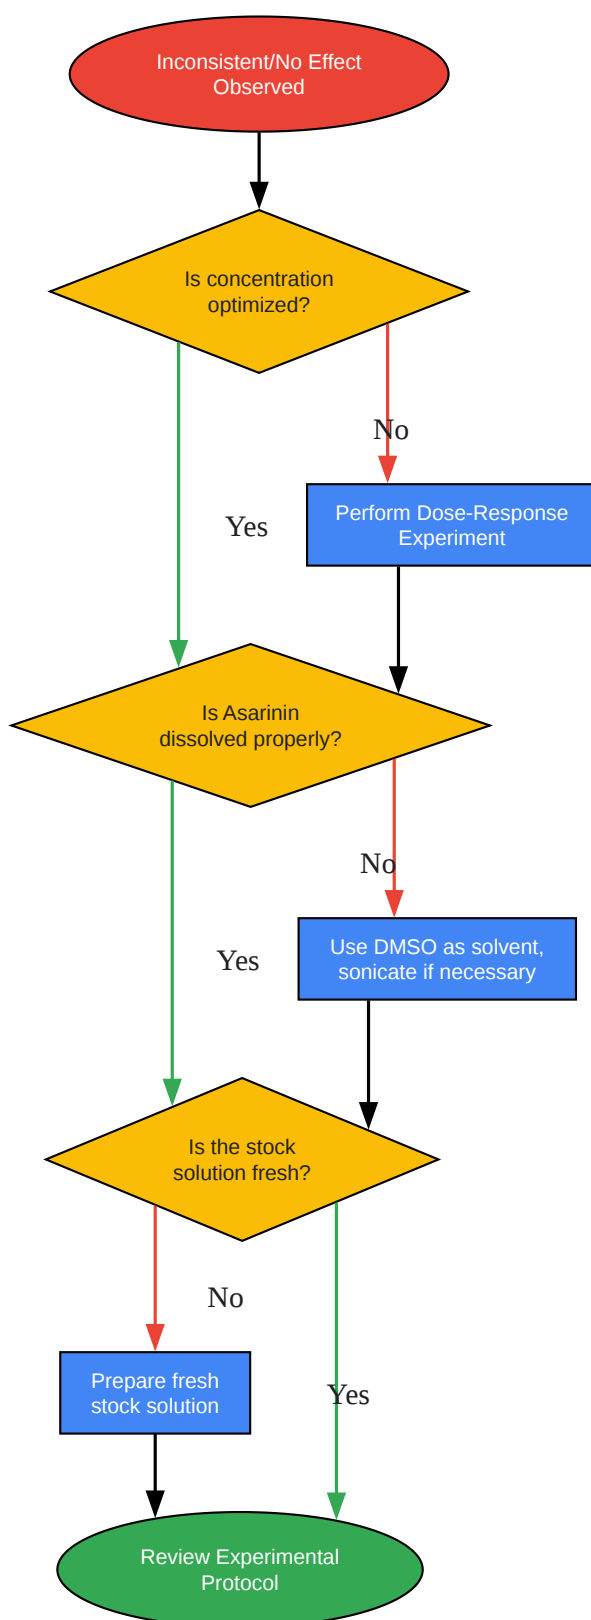 Inconsistent/No Effect
Observed
Is concentration
optimized?
No
Yes
Perform Dose-Response
Experiment
Is Asarinin
dissolved properly?
No
Yes
Use DMSO as solvent,
sonicate if necessary
Is the stock
solution fresh?
No
Prepare fresh
stock solution
Yes
Review Experimental
Protocol